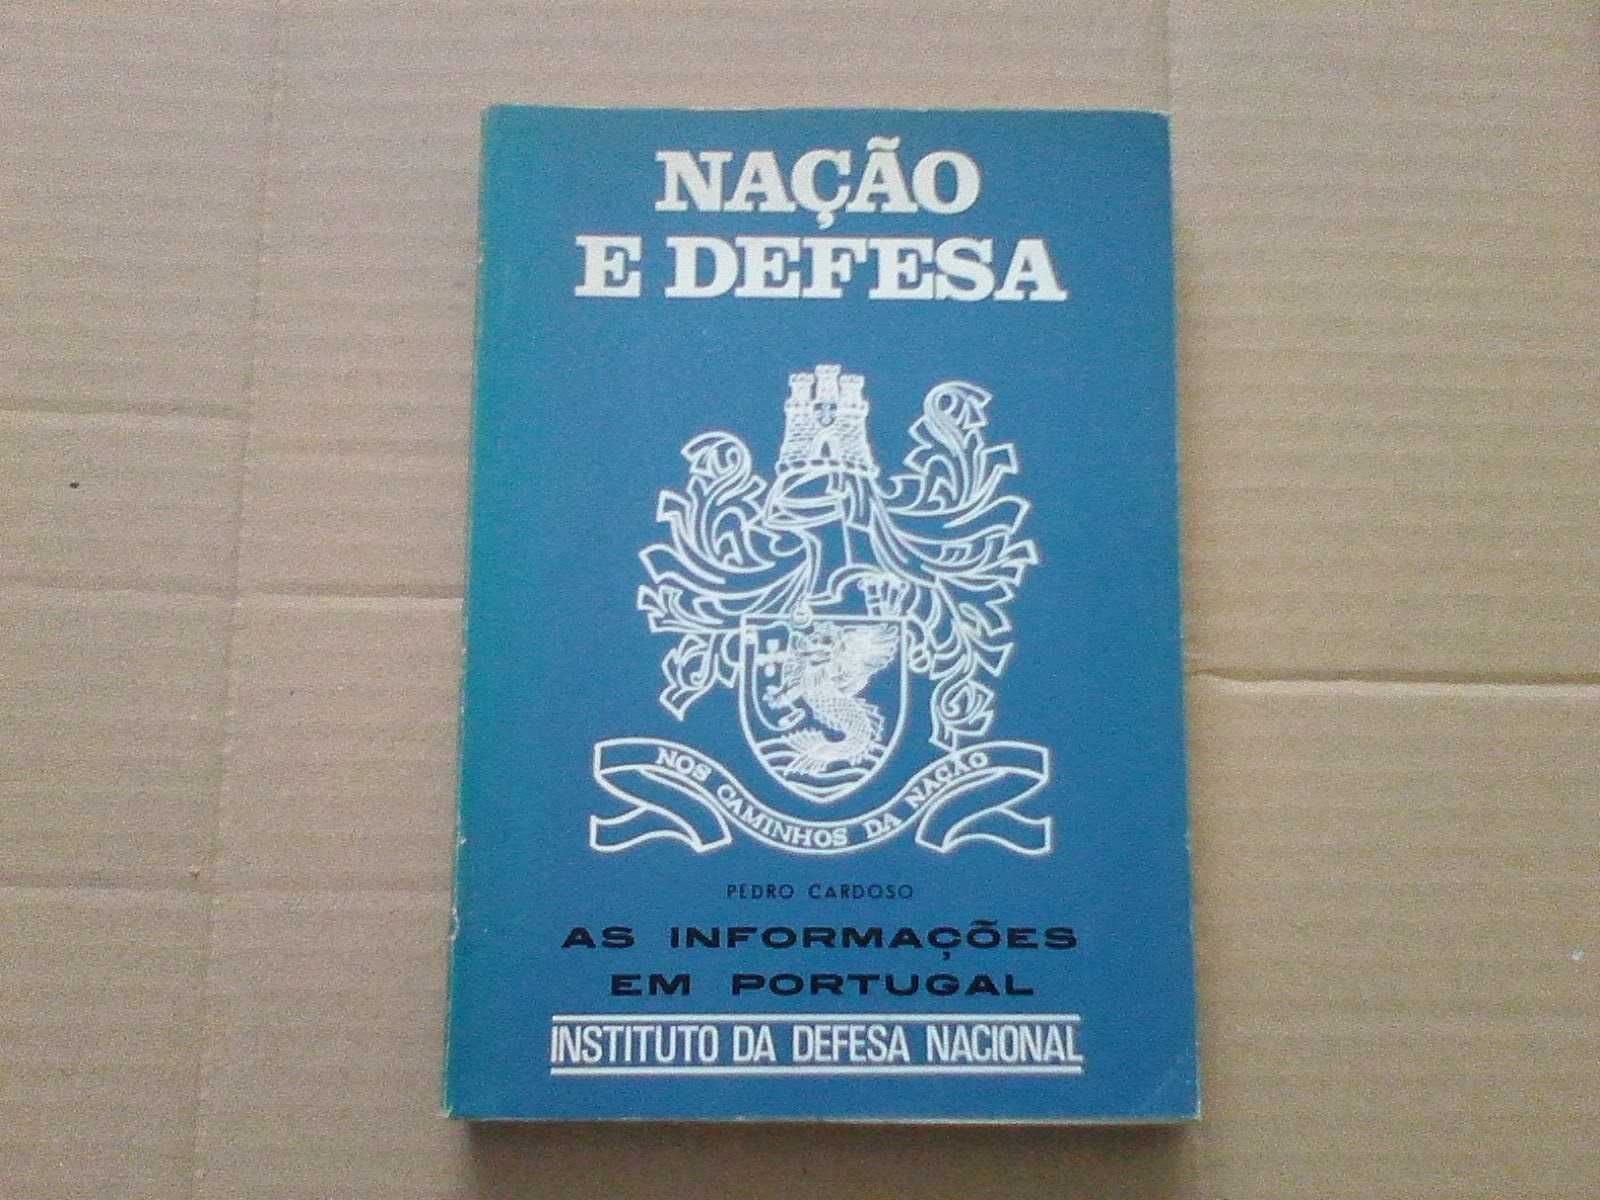 NAÇÃO
E DEFESA
NOS CAMINHOS DA NAÇÃO
PEDRO CARDOSO
AS INFORMAÇÕES
EM PORTUGAL
INSTITUTO DA DEFESA NACIONAL